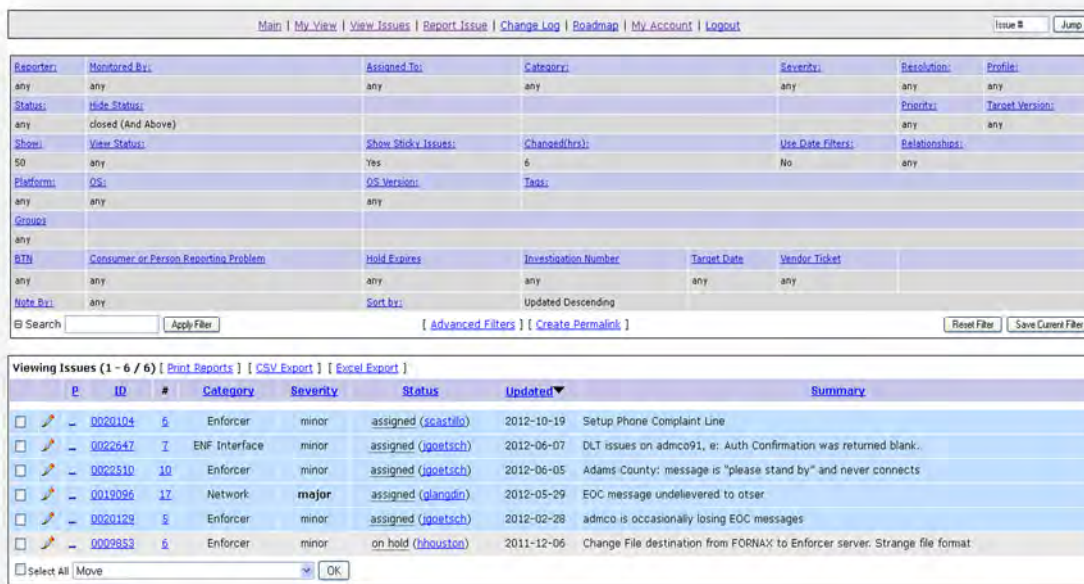 Main | My View | View Issues | Report Issue | Change Log | Roadmap | My Account | Logout Issue # Jump
Reporter: Monitored By: Assigned To: Category: Severity: Resolution: Profile:
any any any any any any any
Status: Hide Status: Priority: Target Version:
any closed (And Above) any any
Show: View Status: Show Sticky Issues: Changed(hrs): Use Date Filters: Relationships:
50 any Yes 6 No any
Platform: OS: OS Version: Tags:
any any any
Groups
any
BTN Consumer or Person Reporting Problem Hold Expires Investigation Number Target Date Vendor Ticket
any any any any any any
Note By: any Sort by: Updated Descending
Search Apply Filter [ Advanced Filters ] [ Create Permalink ] Reset Filter Save Current Filter
Viewing Issues (1 - 6 / 6) [ Print Reports ] [ CSV Export ] [ Excel Export ]
P ID # Category Severity Status Updated Summary
0020104 6 Enforcer minor assigned (scastillo) 2012-10-19 Setup Phone Complaint Line
0022647 7 ENF Interface minor assigned (jgoetsch) 2012-06-07 DLT issues on admco91, e: Auth Confirmation was returned blank..
0022510 10 Enforcer minor assigned (jgoetsch) 2012-06-05 Adams County: message is "please stand by" and never connects
0019096 17 Network major assigned (glangdin) 2012-05-29 EOC message undelievered to otser
0020129 5 Enforcer minor assigned (jgoetsch) 2012-02-28 admco is occasionally losing EOC messages
0009853 6 Enforcer minor on hold (hhouston) 2011-12-06 Change File destination from FORNAX to Enforcer server. Strange file format
Select All Move OK